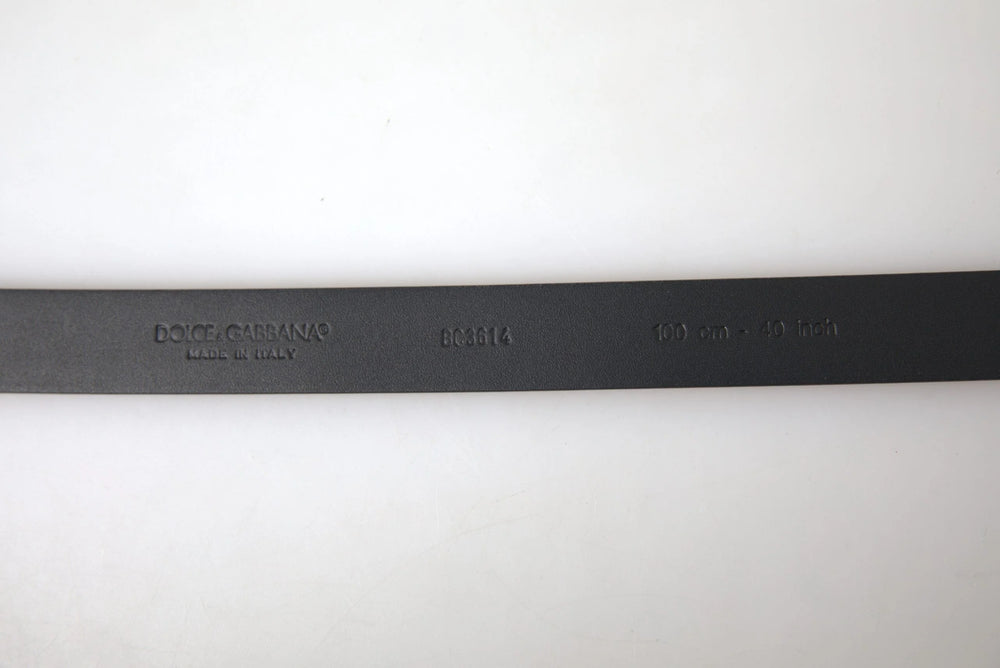 DOLCE&GABBANA®
MADE IN ITALY
BC3614
100 cm - 40 inch